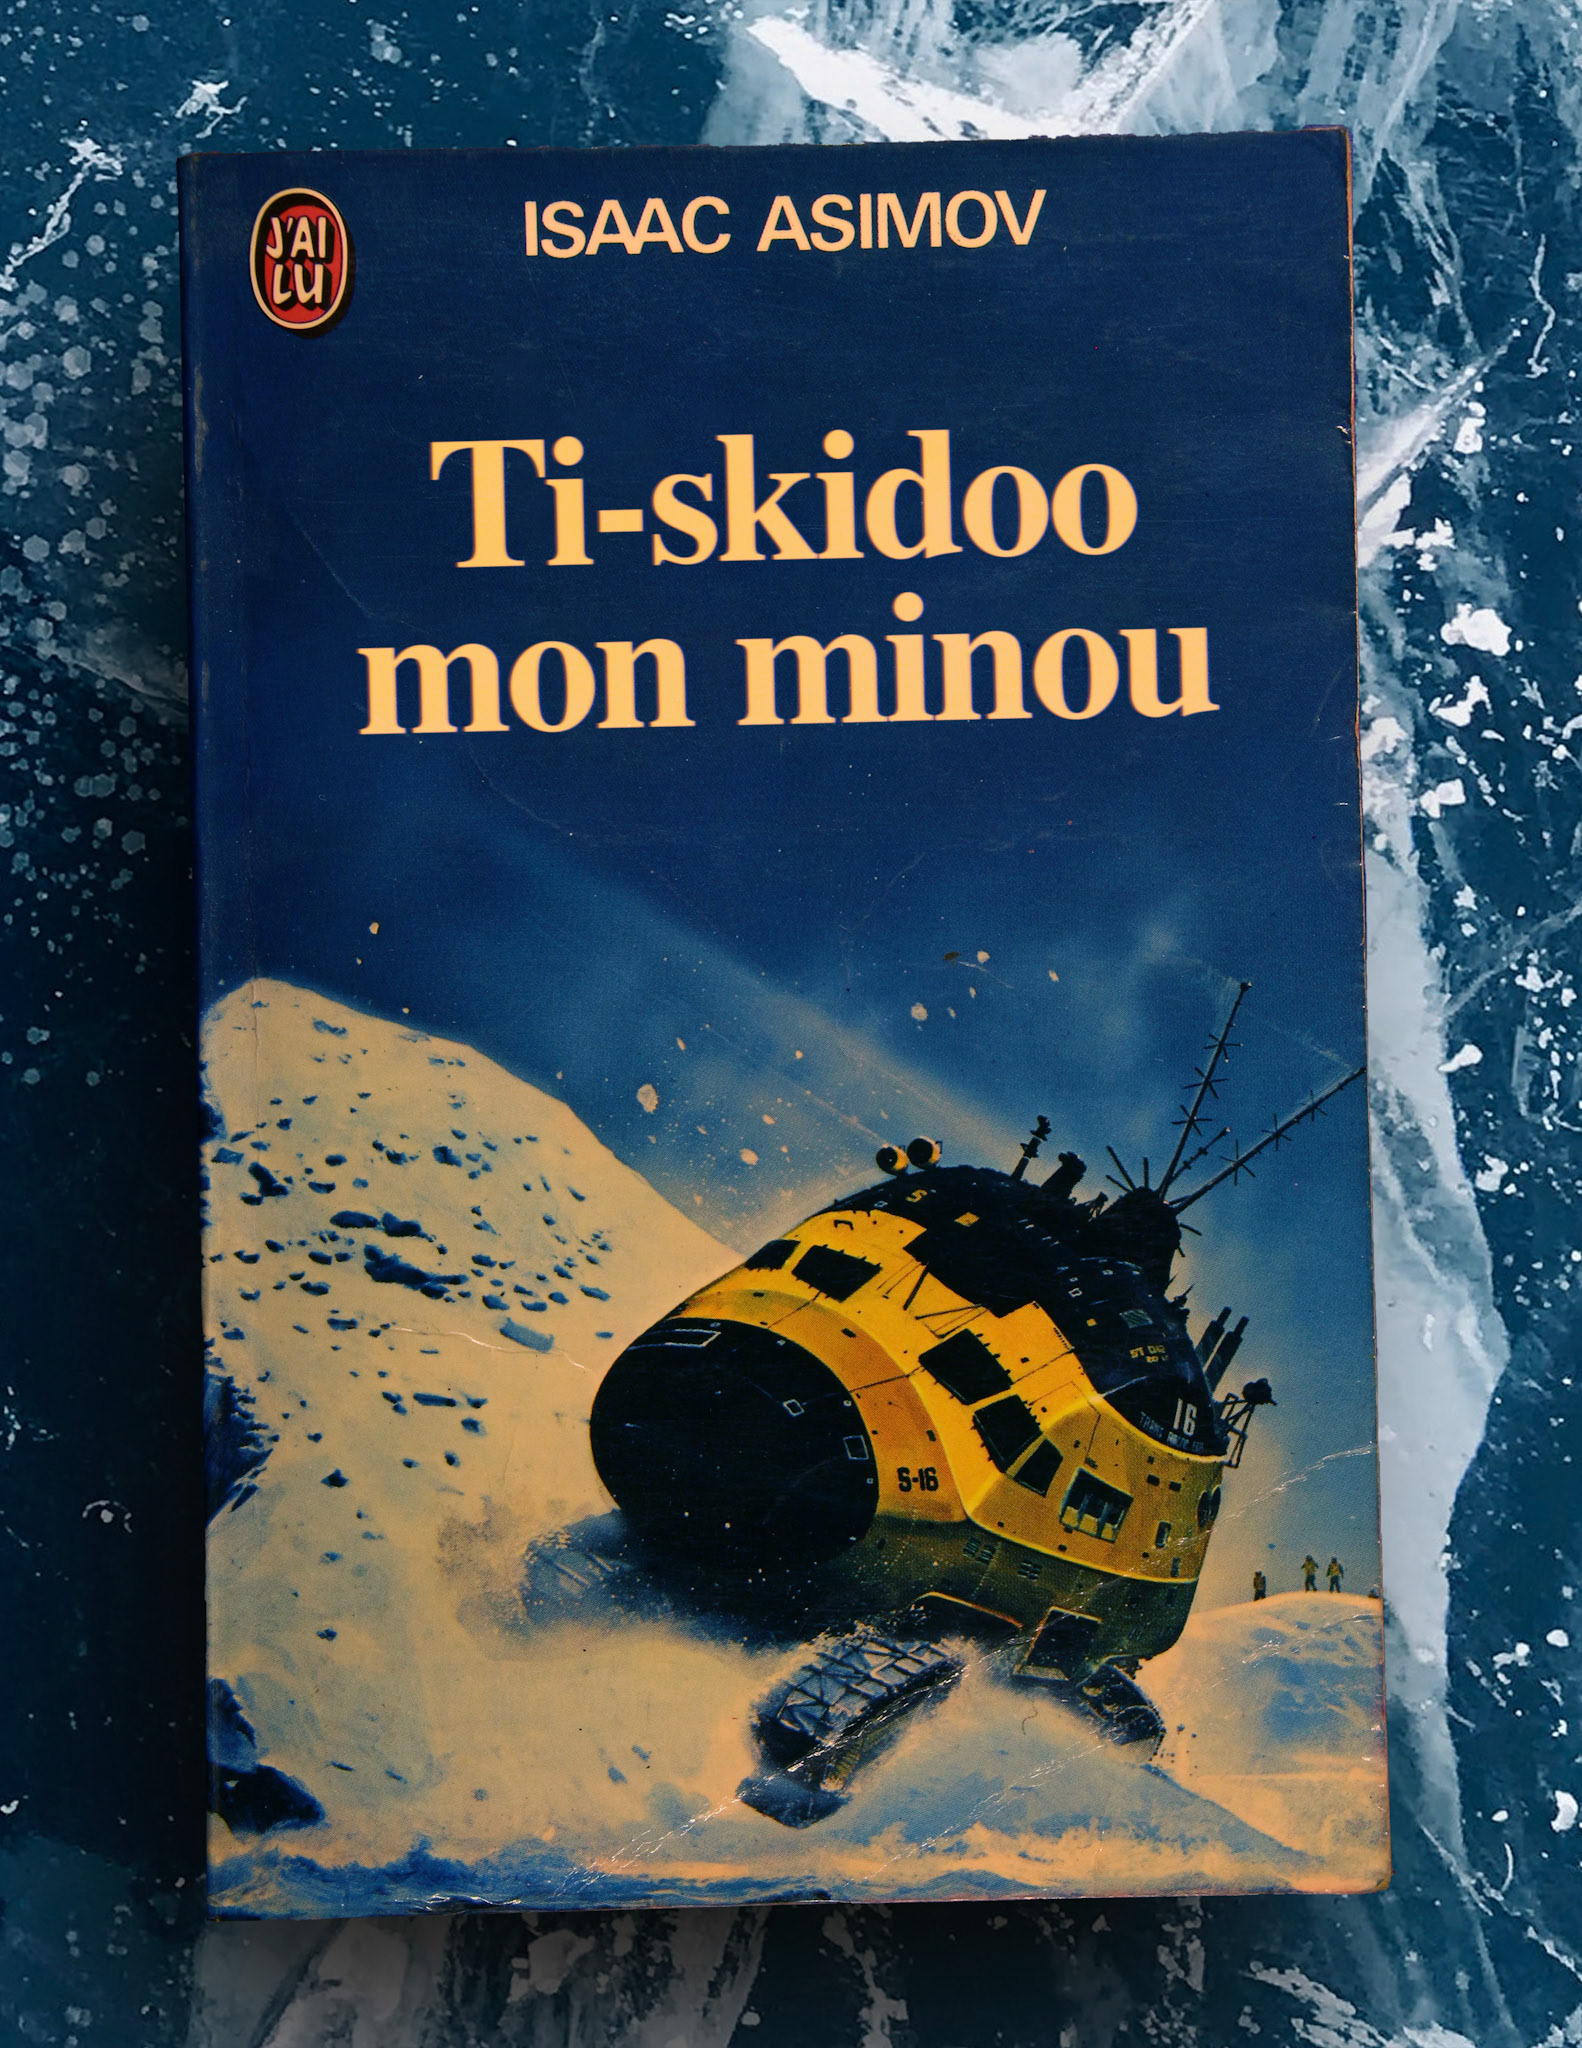 J'AI
LU
ISAAC ASIMOV
Ti-skidoo
mon minou
S
16
S-16